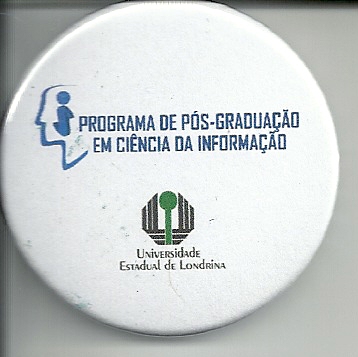 PROGRAMA DE PÓS-GRADUAÇÃO
EM CIÊNCIA DA INFORMAÇÃO
Universidade
Estadual de Londrina